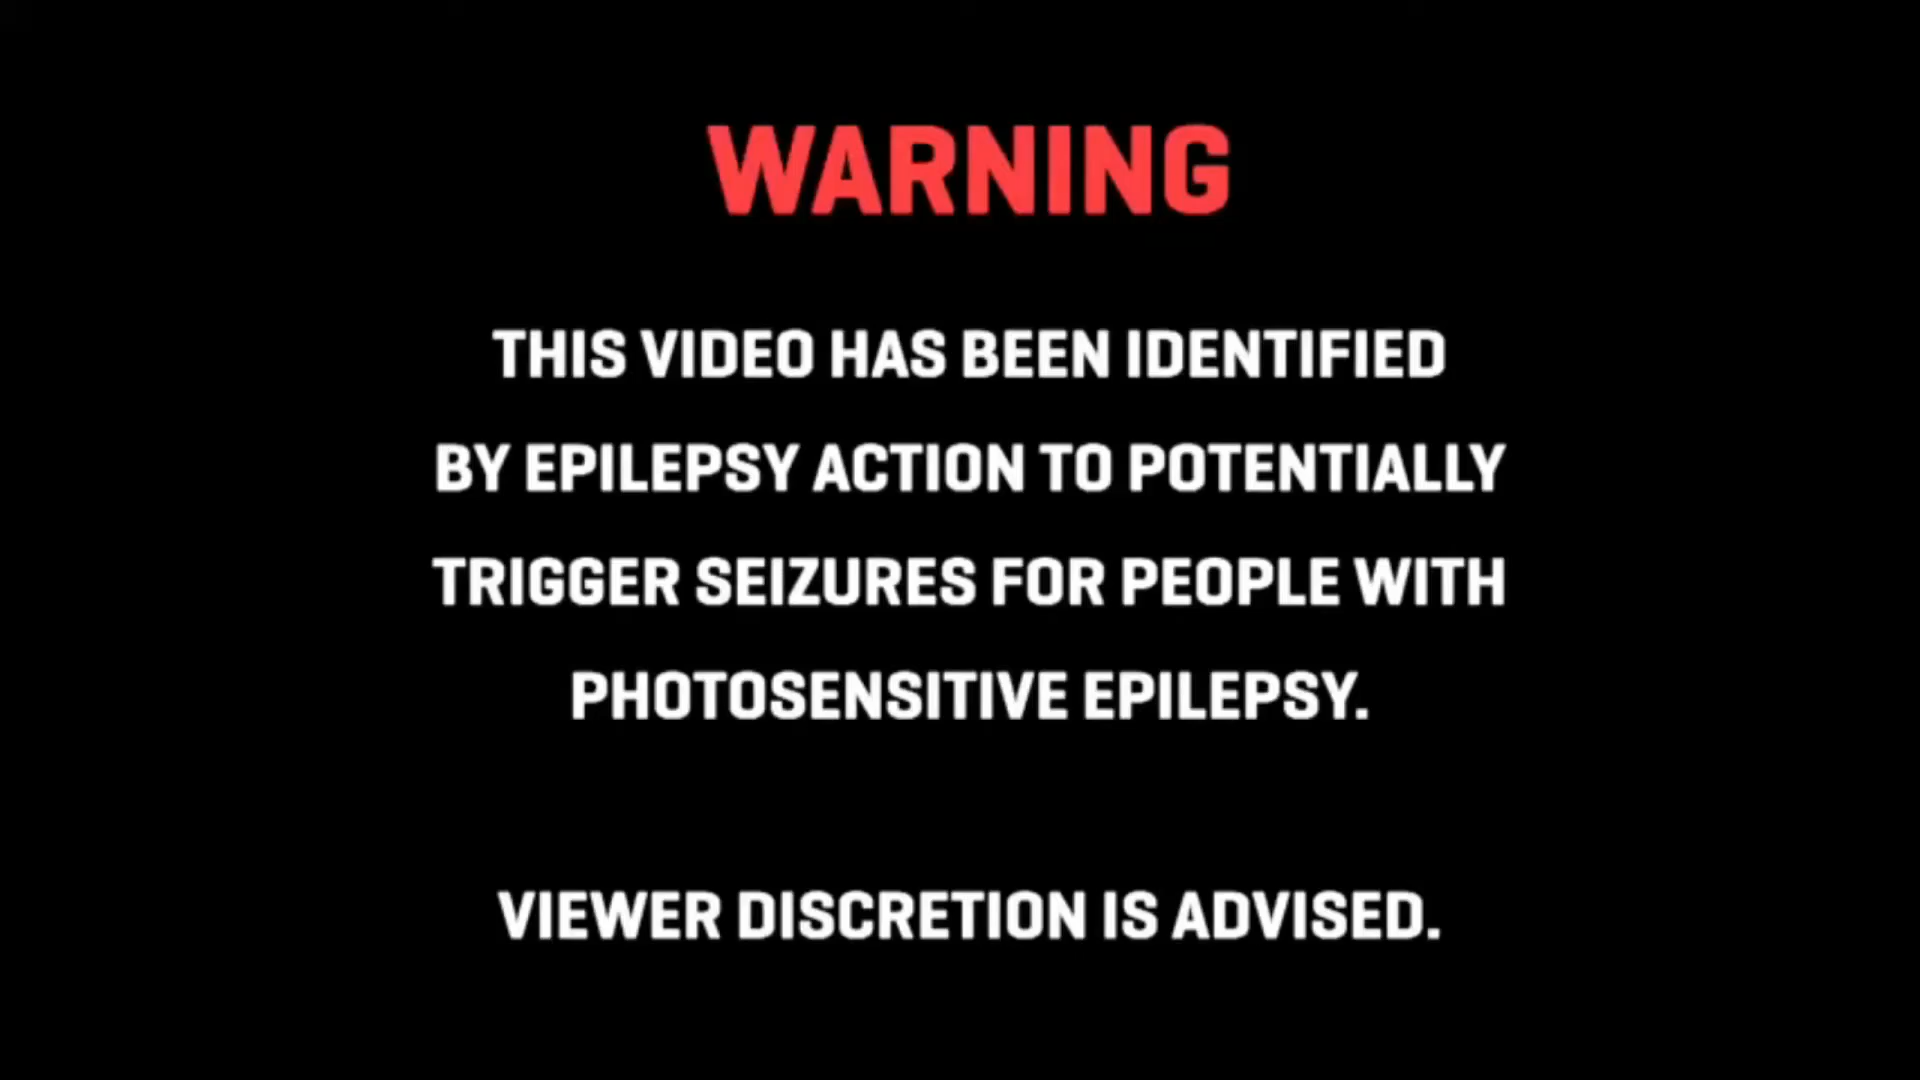 WARNING
THIS VIDEO HAS BEEN IDENTIFIED
BY EPILEPSY ACTION TO POTENTIALLY
TRIGGER SEIZURES FOR PEOPLE WITH
PHOTOSENSITIVE EPILEPSY.
VIEWER DISCRETION IS ADVISED.